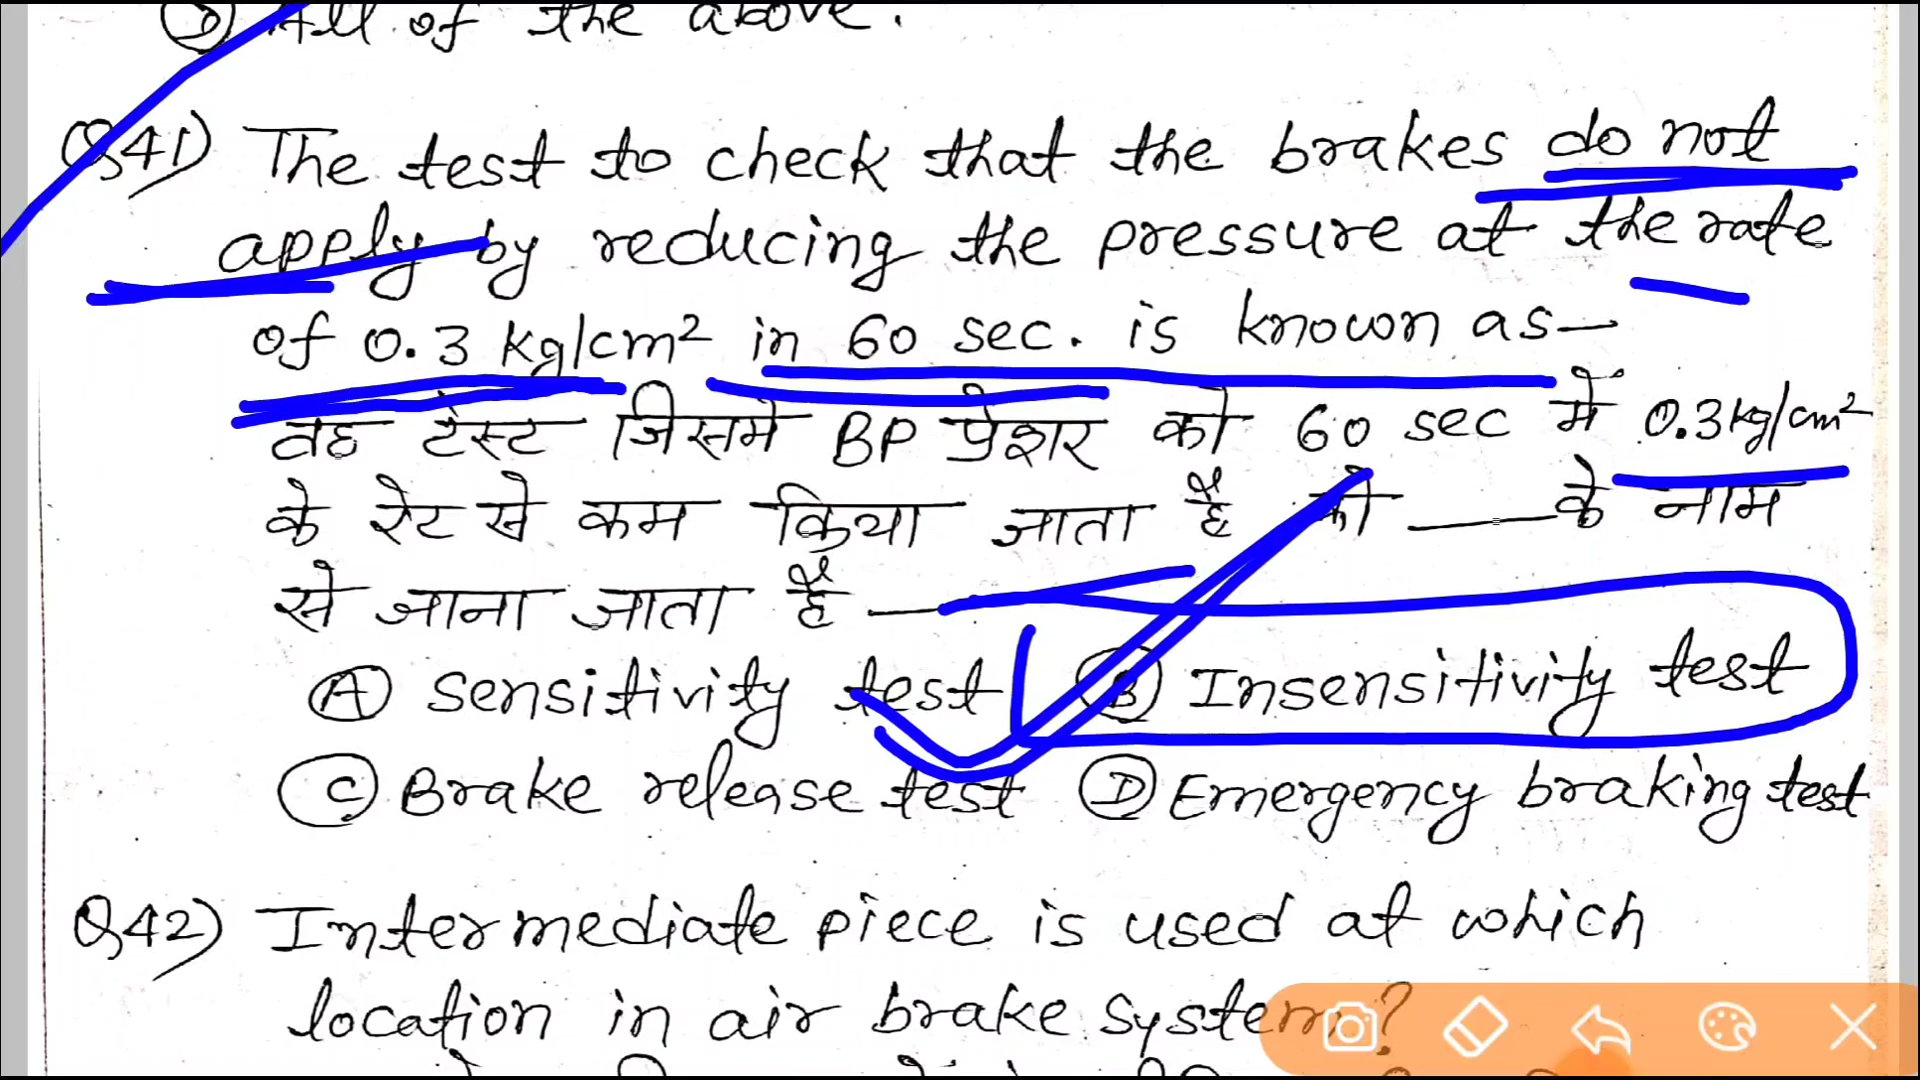 (D) All of the above.
Q41) The test to check that the brakes do not
apply by reducing the pressure at the rate
of 0.3 kg/cm² in 60 sec. is known as—
वह टेस्ट जिसमें BP प्रेशर को 60 sec में 0.3kg/cm²
के रेट से कम किया जाता है को ___ के नाम
से जाना जाता है —
(A) Sensitivity test (B) Insensitivity test
(C) Brake release test (D) Emergency braking test
Q42) Intermediate piece is used at which
location in air brake system?